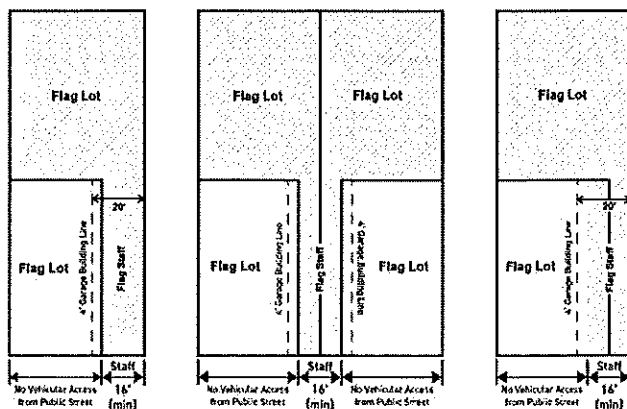 Flag Lot
20'
4' Garage Building Line
Flag Staff
Flag Lot
Staff
No Vehicular Access
from Public Street
16'
(min)
Flag Lot
Flag Lot
4' Garage Building Line
Flag Staff
4' Garage Building Line
Flag Lot
Flag Lot
Staff
No Vehicular Access
from Public Street
16'
(min)
No Vehicular Access
from Public Street
Flag Lot
20'
4' Garage Building Line
Flag Staff
Flag Lot
Staff
No Vehicular Access
from Public Street
16'
(min)